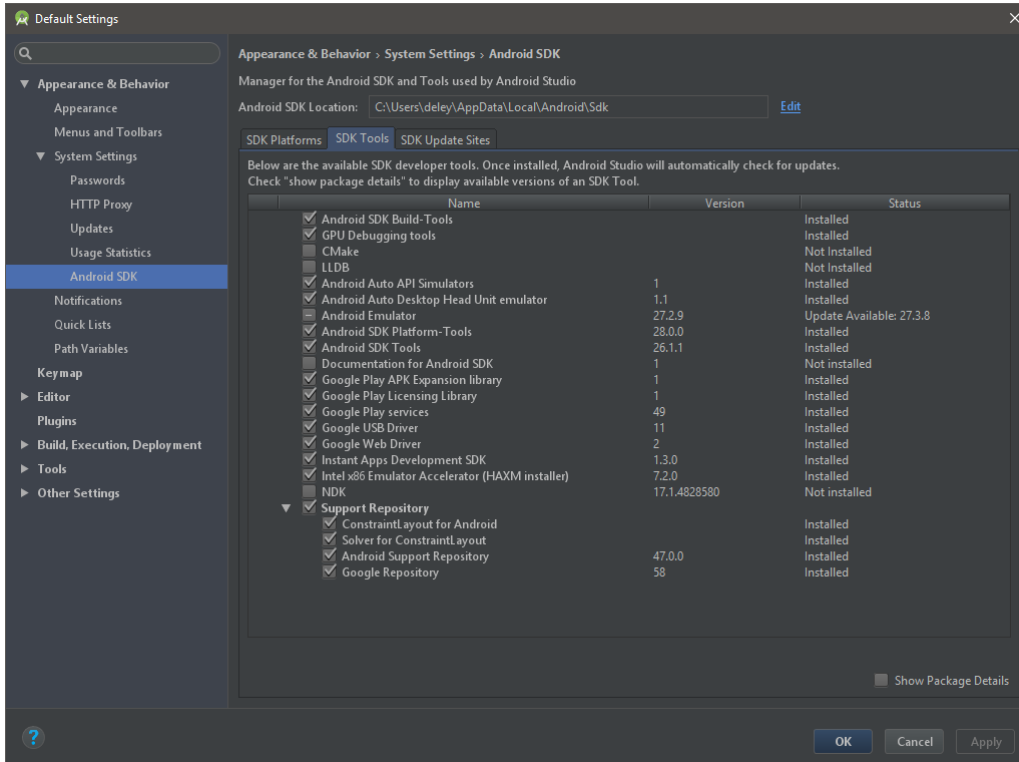 Default Settings
Appearance & Behavior › System Settings › Android SDK
Appearance & Behavior
Appearance
Menus and Toolbars
System Settings
Passwords
HTTP Proxy
Updates
Usage Statistics
Android SDK
Notifications
Quick Lists
Path Variables
Keymap
Editor
Plugins
Build, Execution, Deployment
Tools
Other Settings
Manager for the Android SDK and Tools used by Android Studio
Android SDK Location: C:\Users\deley\AppData\Local\Android\Sdk Edit
SDK Platforms SDK Tools SDK Update Sites
Below are the available SDK developer tools. Once installed, Android Studio will automatically check for updates.
Check "show package details" to display available versions of an SDK Tool.
Name Version Status
Android SDK Build-Tools Installed
GPU Debugging tools Installed
CMake Not Installed
LLDB Not Installed
Android Auto API Simulators 1 Installed
Android Auto Desktop Head Unit emulator 1.1 Installed
Android Emulator 27.2.9 Update Available: 27.3.8
Android SDK Platform-Tools 28.0.0 Installed
Android SDK Tools 26.1.1 Installed
Documentation for Android SDK 1 Not installed
Google Play APK Expansion library 1 Installed
Google Play Licensing Library 1 Installed
Google Play services 49 Installed
Google USB Driver 11 Installed
Google Web Driver 2 Installed
Instant Apps Development SDK 1.3.0 Installed
Intel x86 Emulator Accelerator (HAXM installer) 7.2.0 Installed
NDK 17.1.4828580 Not installed
Support Repository
ConstraintLayout for Android Installed
Solver for ConstraintLayout Installed
Android Support Repository 47.0.0 Installed
Google Repository 58 Installed
Show Package Details
? OK Cancel Apply